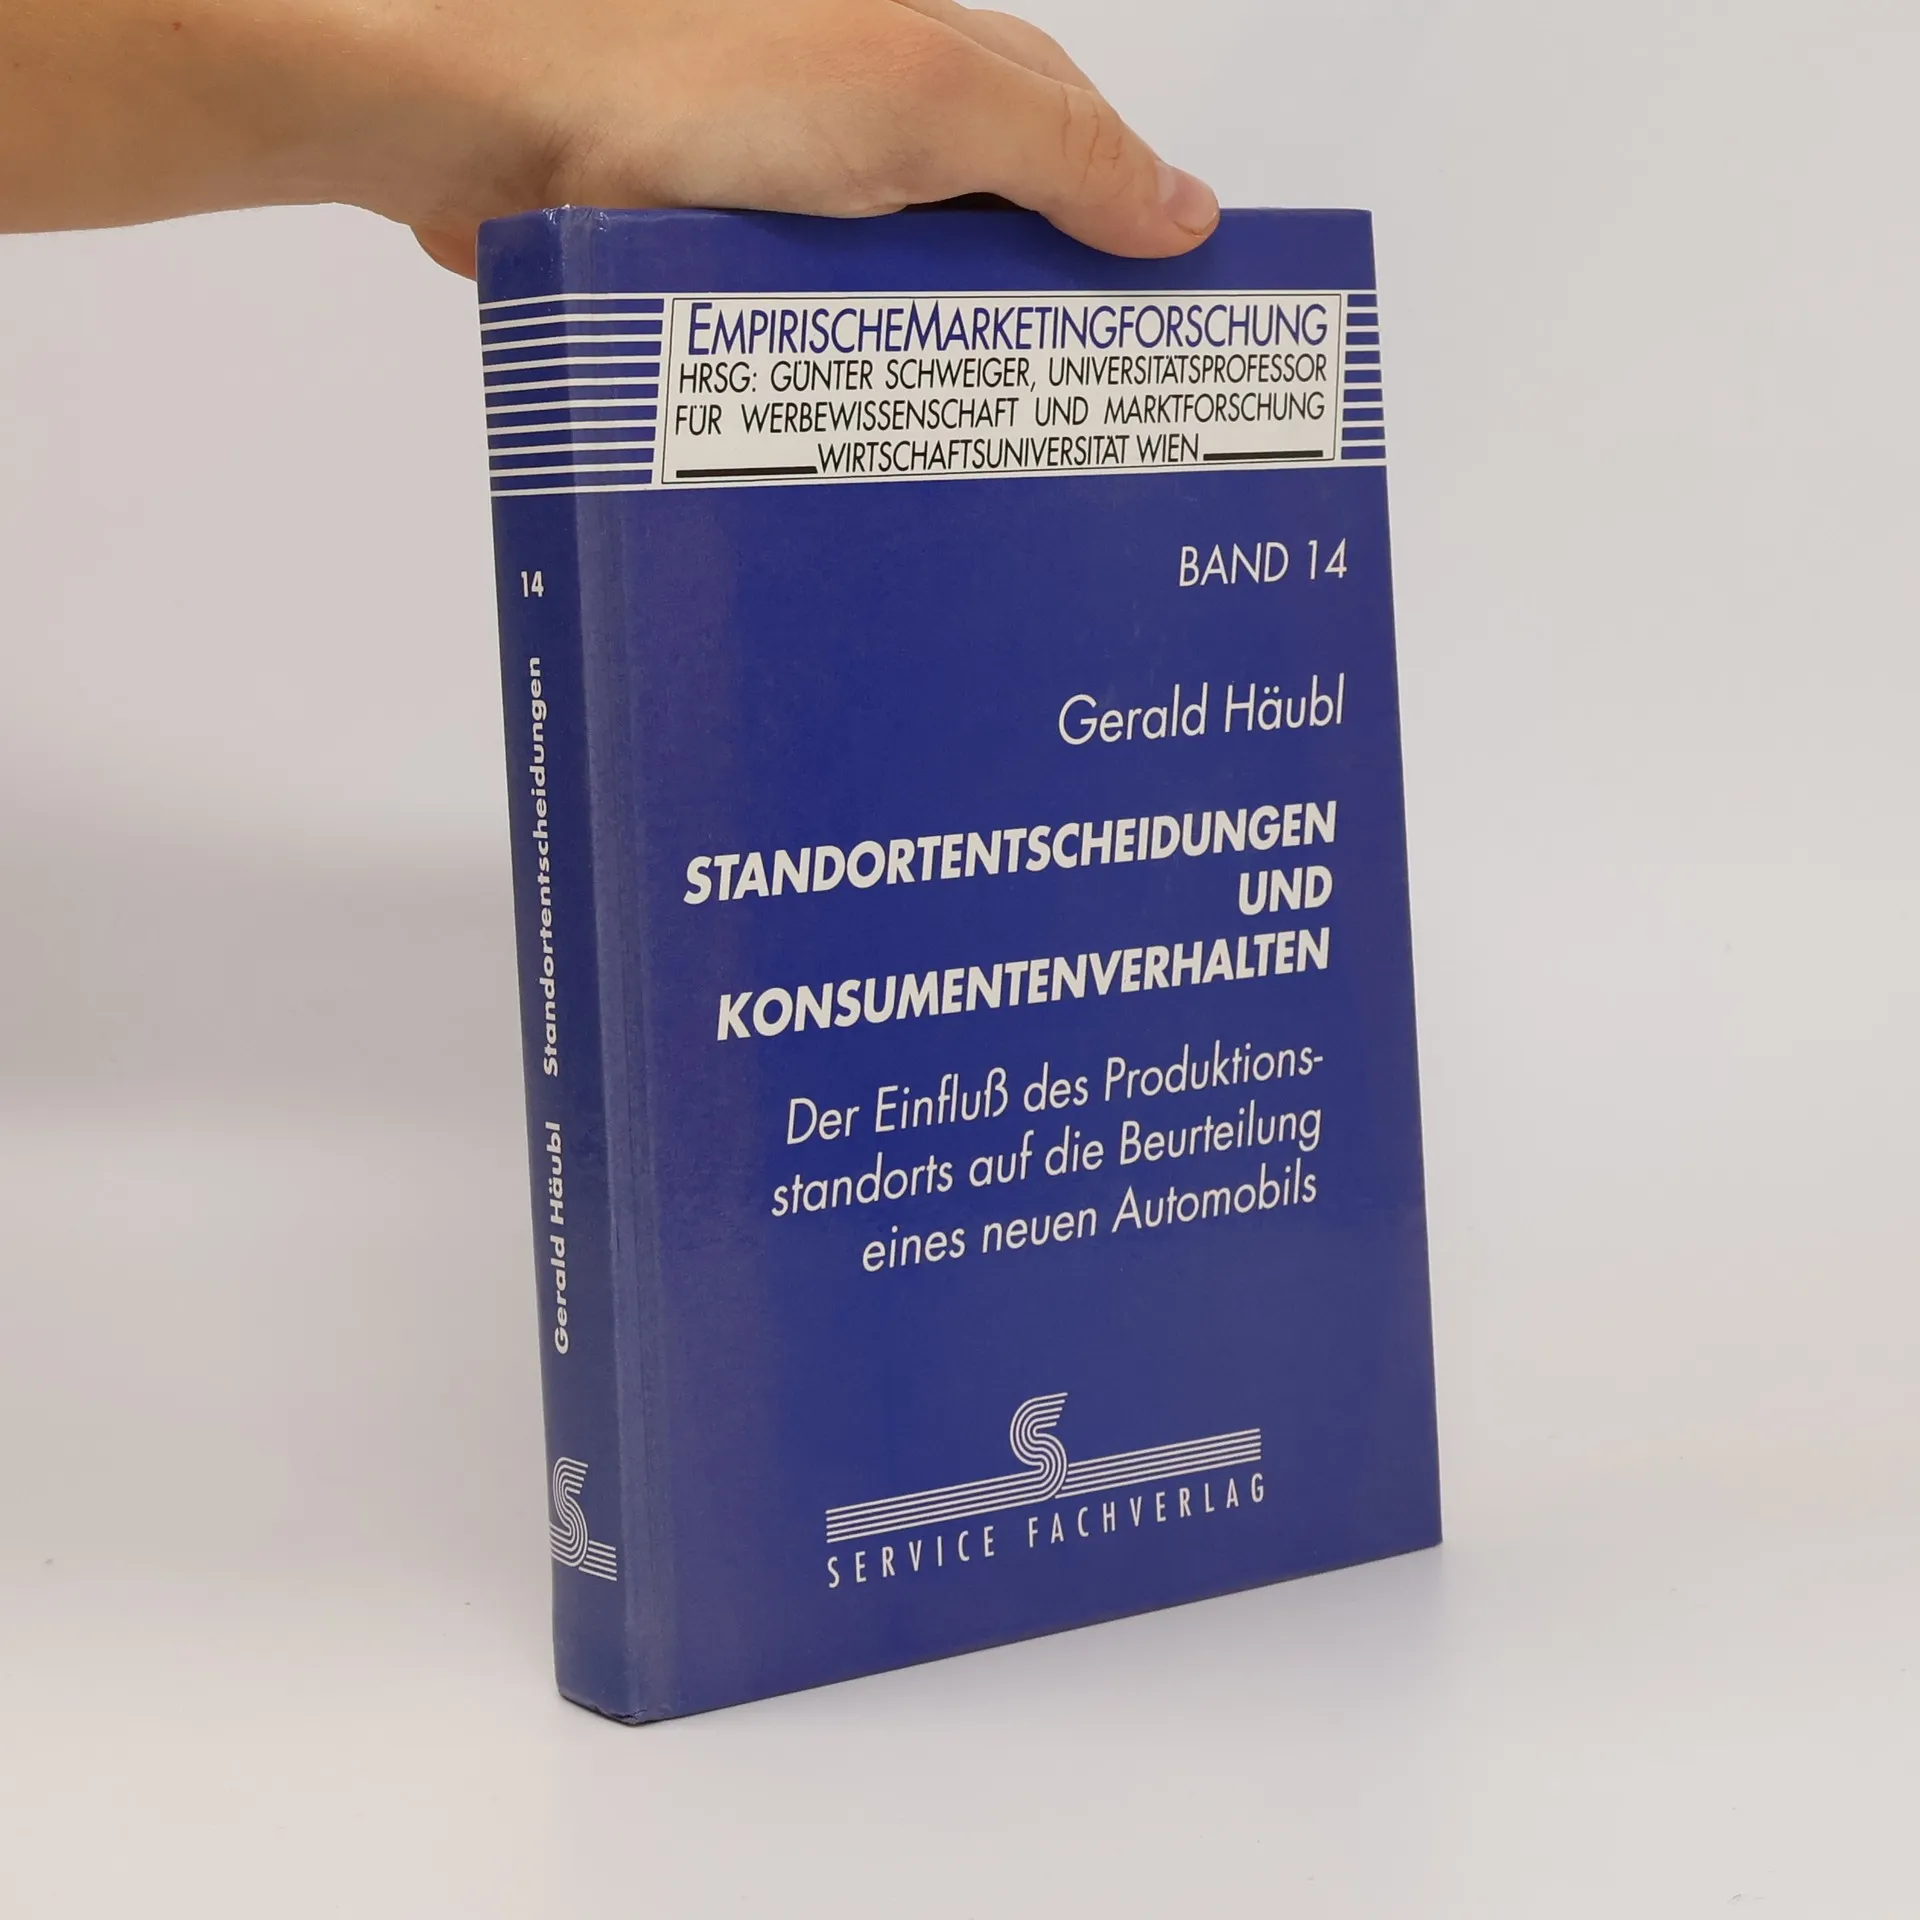 EMPIRISCHEMARKETINGFORSCHUNG
HRSG: GÜNTER SCHWEIGER, UNIVERSITÄTSPROFESSOR
FÜR WERBEWISSENSCHAFT UND MARKTFORSCHUNG
WIRTSCHAFTSUNIVERSITÄT WIEN
BAND 14
Gerald Häubl
STANDORTENTSCHEIDUNGEN
UND
KONSUMENTENVERHALTEN
Der Einfluß des Produktions-
standorts auf die Beurteilung
eines neuen Automobils
SERVICE FACHVERLAG
Gerald Häubl Standortentscheidungen 14